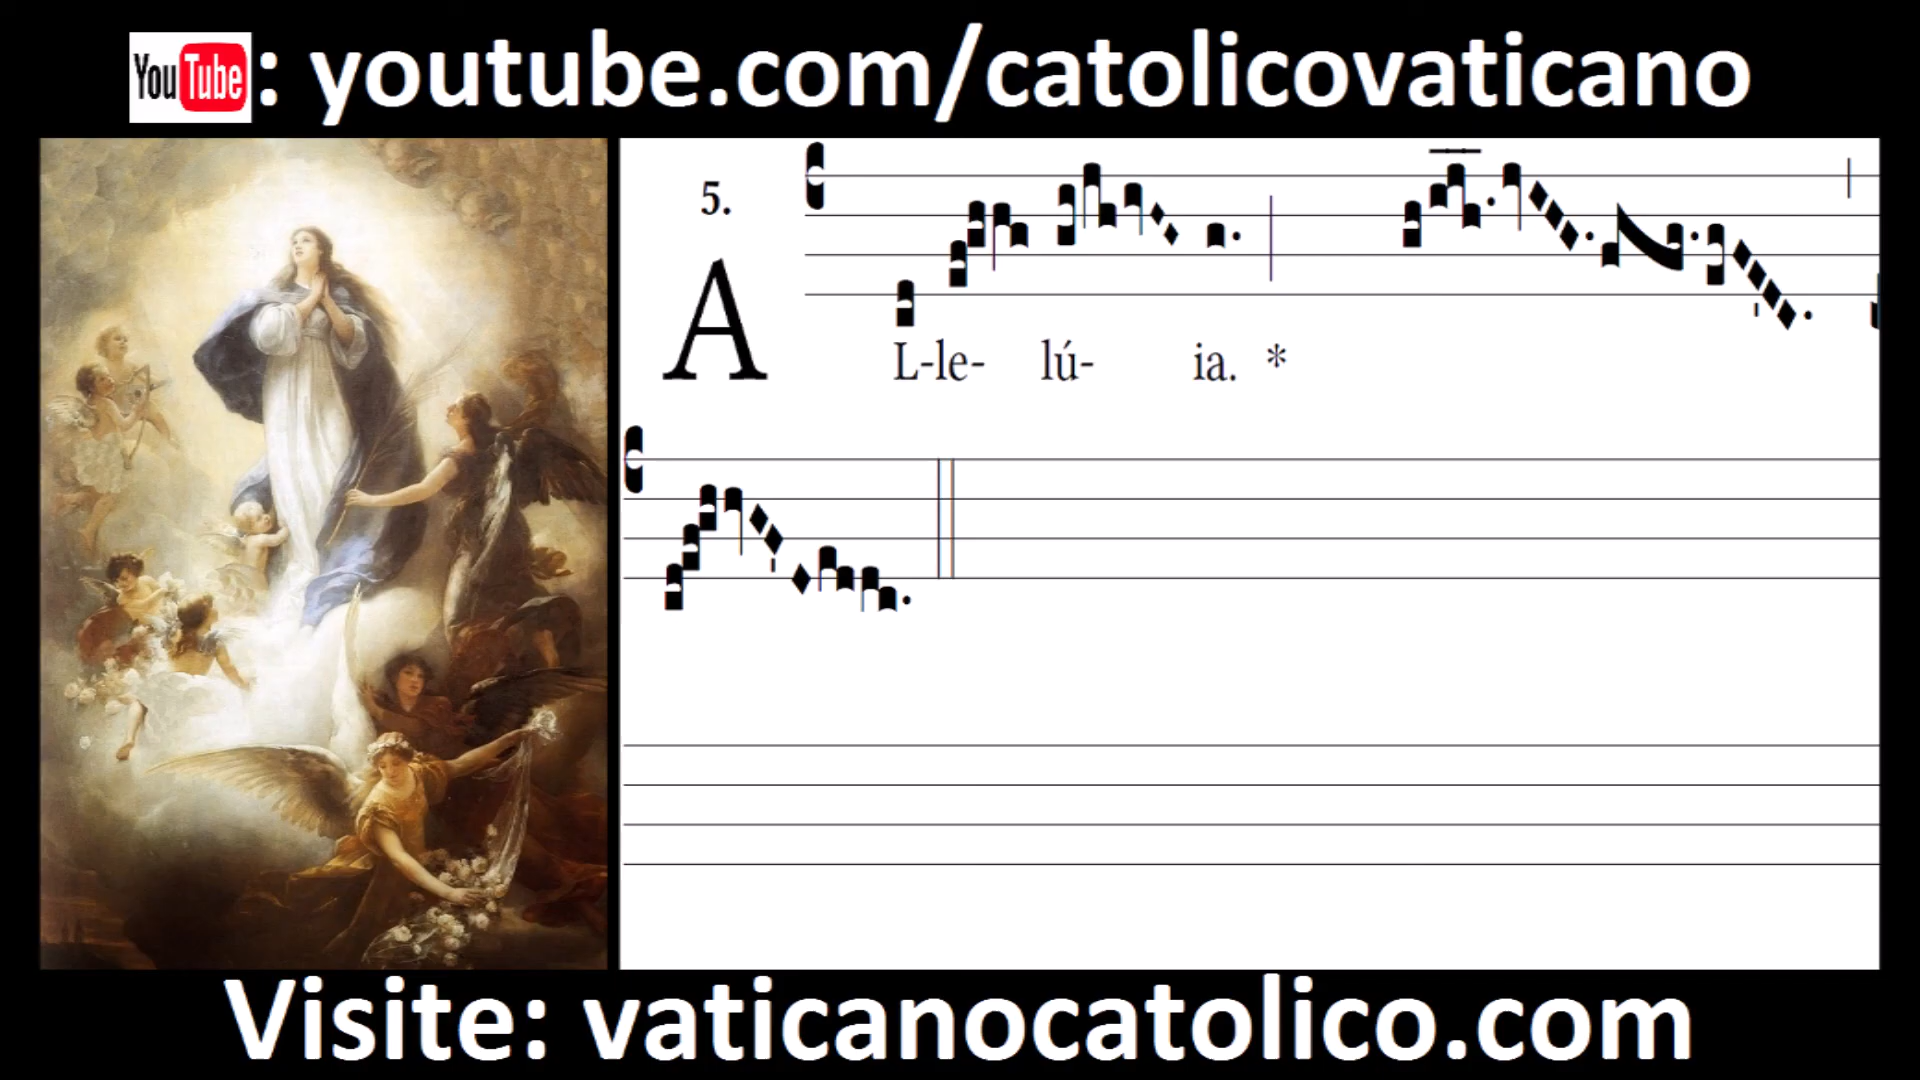 YouTube : youtube.com/catolicovaticano
5.
A
L-le- lú- ia. *
Visite: vaticanocatolico.com